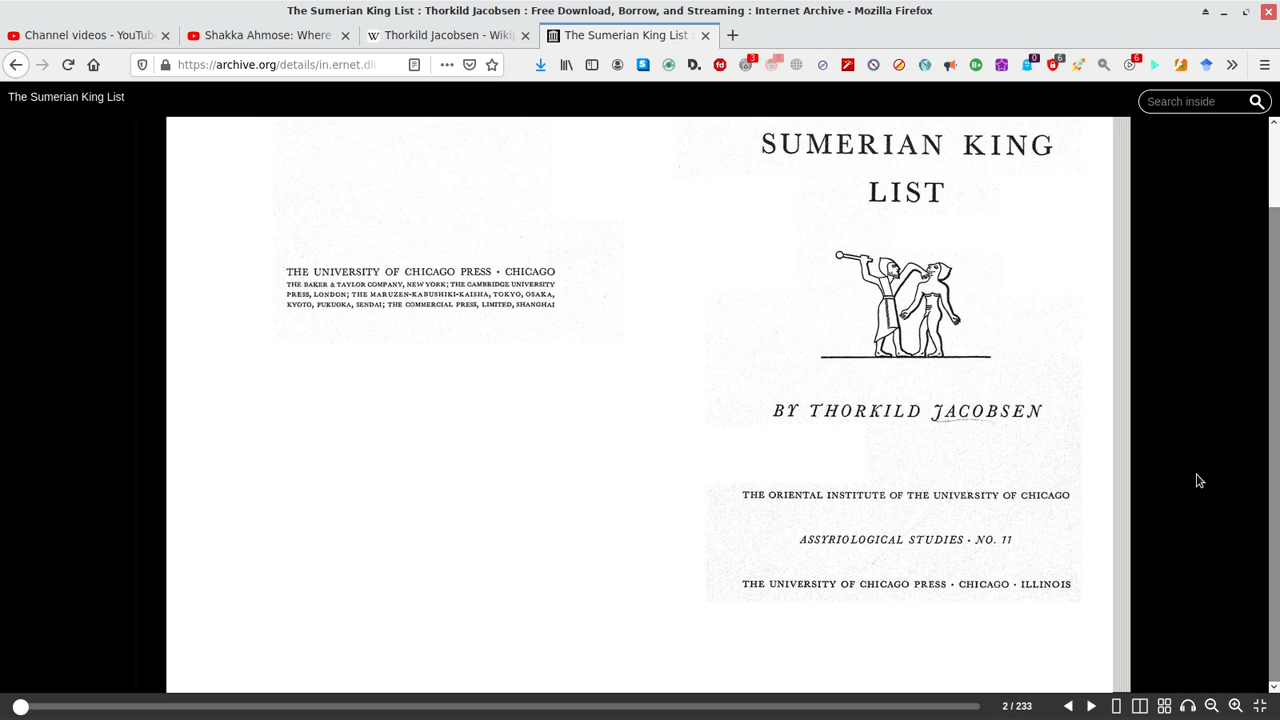 The Sumerian King List : Thorkild Jacobsen : Free Download, Borrow, and Streaming : Internet Archive - Mozilla Firefox
Channel videos - YouTub
Shakka Ahmose: Where
Thorkild Jacobsen - Wiki
The Sumerian King List
https://archive.org/details/in.ernet.dl
The Sumerian King List
Search inside
THE UNIVERSITY OF CHICAGO PRESS · CHICAGO
THE BAKER & TAYLOR COMPANY, NEW YORK; THE CAMBRIDGE UNIVERSITY
PRESS, LONDON; THE MARUZEN-KABUSHIKI-KAISHA, TOKYO, OSAKA,
KYOTO, FUKUOKA, SENDAI; THE COMMERCIAL PRESS, LIMITED, SHANGHAI
SUMERIAN KING
LIST
BY THORKILD JACOBSEN
THE ORIENTAL INSTITUTE OF THE UNIVERSITY OF CHICAGO
ASSYRIOLOGICAL STUDIES · NO. 11
THE UNIVERSITY OF CHICAGO PRESS · CHICAGO · ILLINOIS
2 / 233